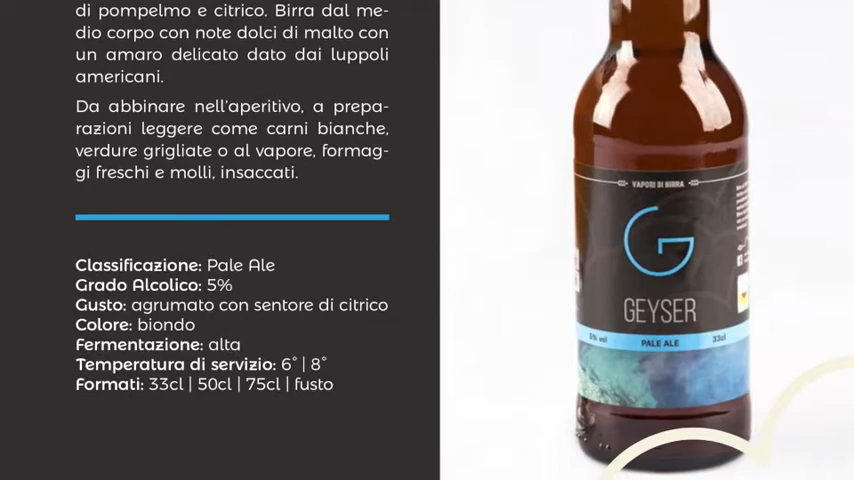 di pompelmo e citrico. Birra dal me-
dio corpo con note dolci di malto con
un amaro delicato dato dai luppoli
americani.
Da abbinare nell'aperitivo, a prepa-
razioni leggere come carni bianche,
verdure grigliate o al vapore, formag-
gi freschi e molli, insaccati.
Classificazione: Pale Ale
Grado Alcolico: 5%
Gusto: agrumato con sentore di citrico
Colore: biondo
Fermentazione: alta
Temperatura di servizio: 6° | 8°
Formati: 33cl | 50cl | 75cl | fusto
VAPORI DI BIRRA
G
GEYSER
5% vol PALE ALE 33cl